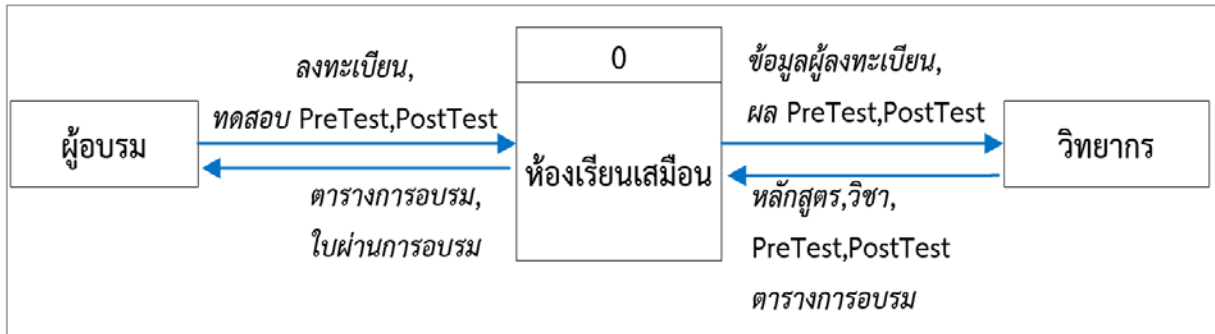 ผู้อบรม
ลงทะเบียน,
ทดสอบ PreTest,PostTest
ตารางการอบรม,
ใบผ่านการอบรม
0
ห้องเรียนเสมือน
ข้อมูลผู้ลงทะเบียน,
ผล PreTest,PostTest
หลักสูตร,วิชา,
PreTest,PostTest
ตารางการอบรม
วิทยากร